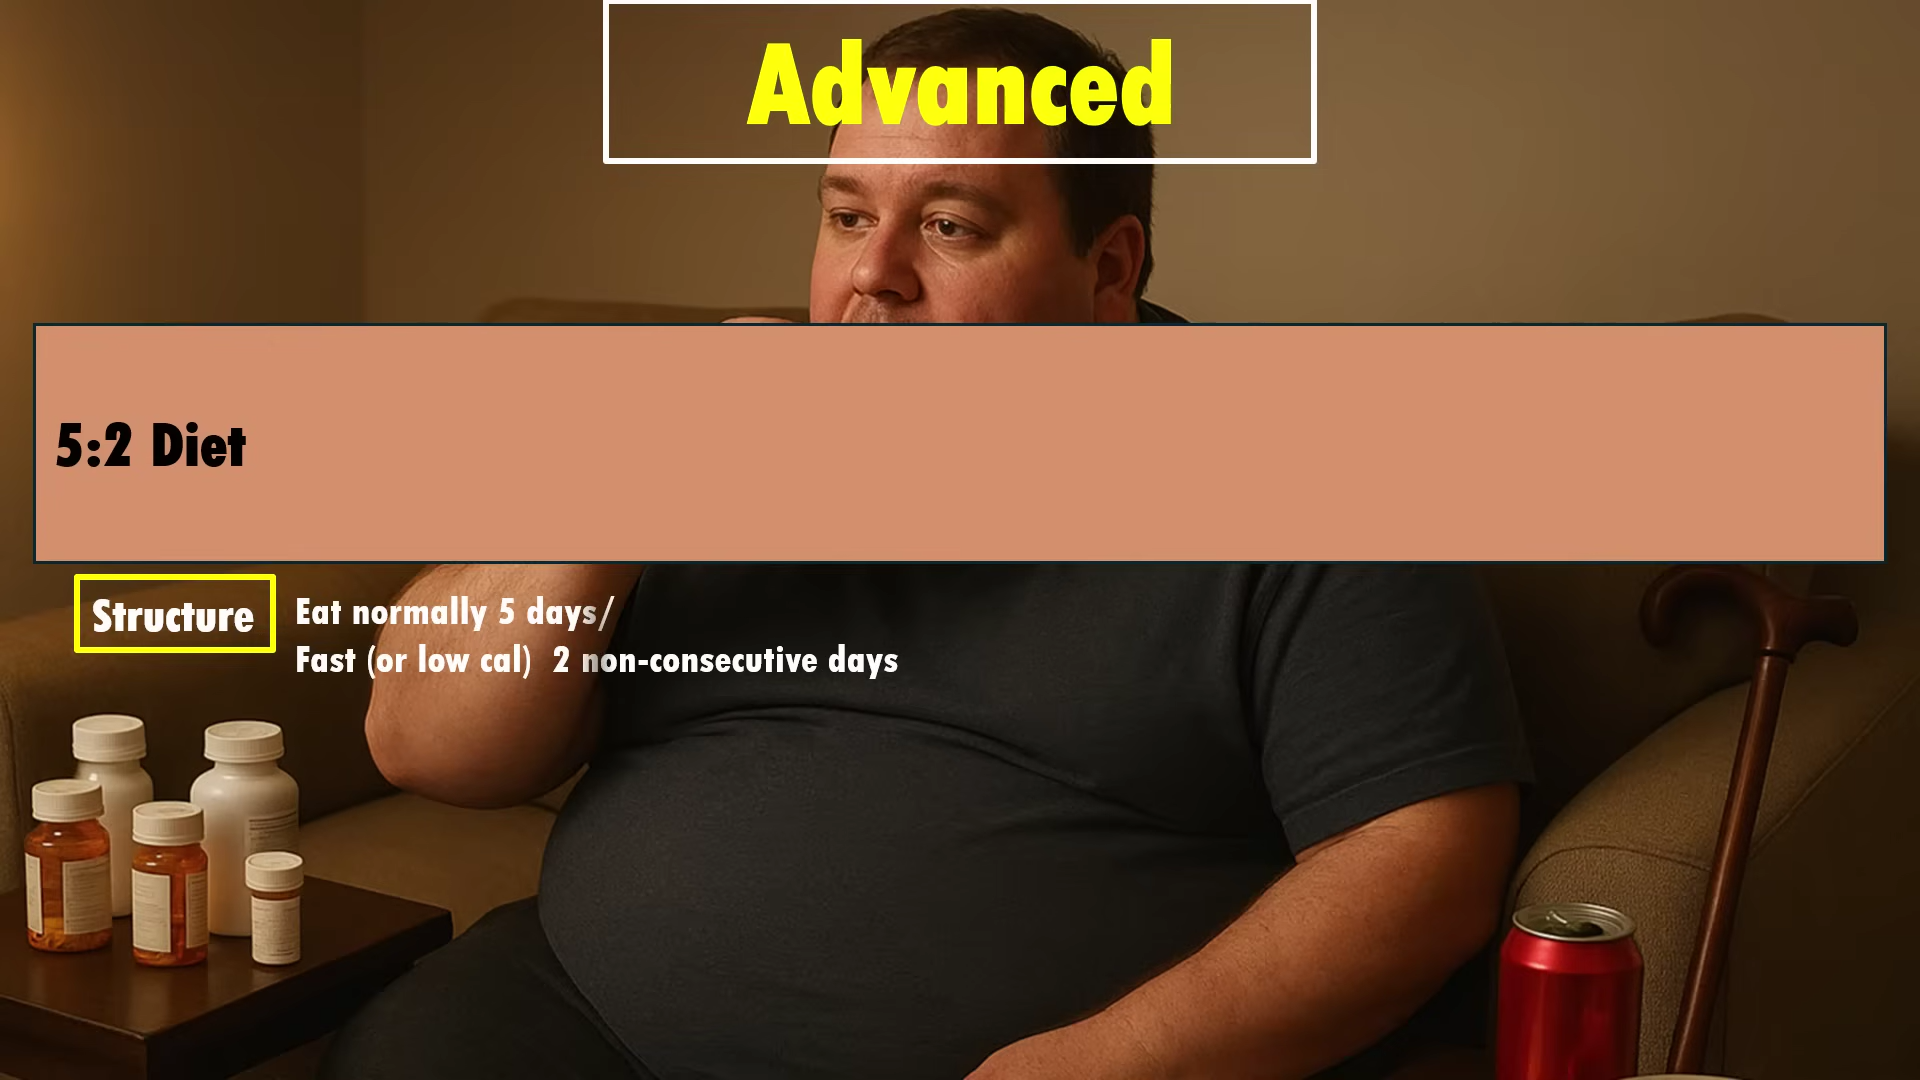 Advanced
5:2 Diet
Structure
Eat normally 5 days/
Fast (or low cal)  2 non-consecutive days